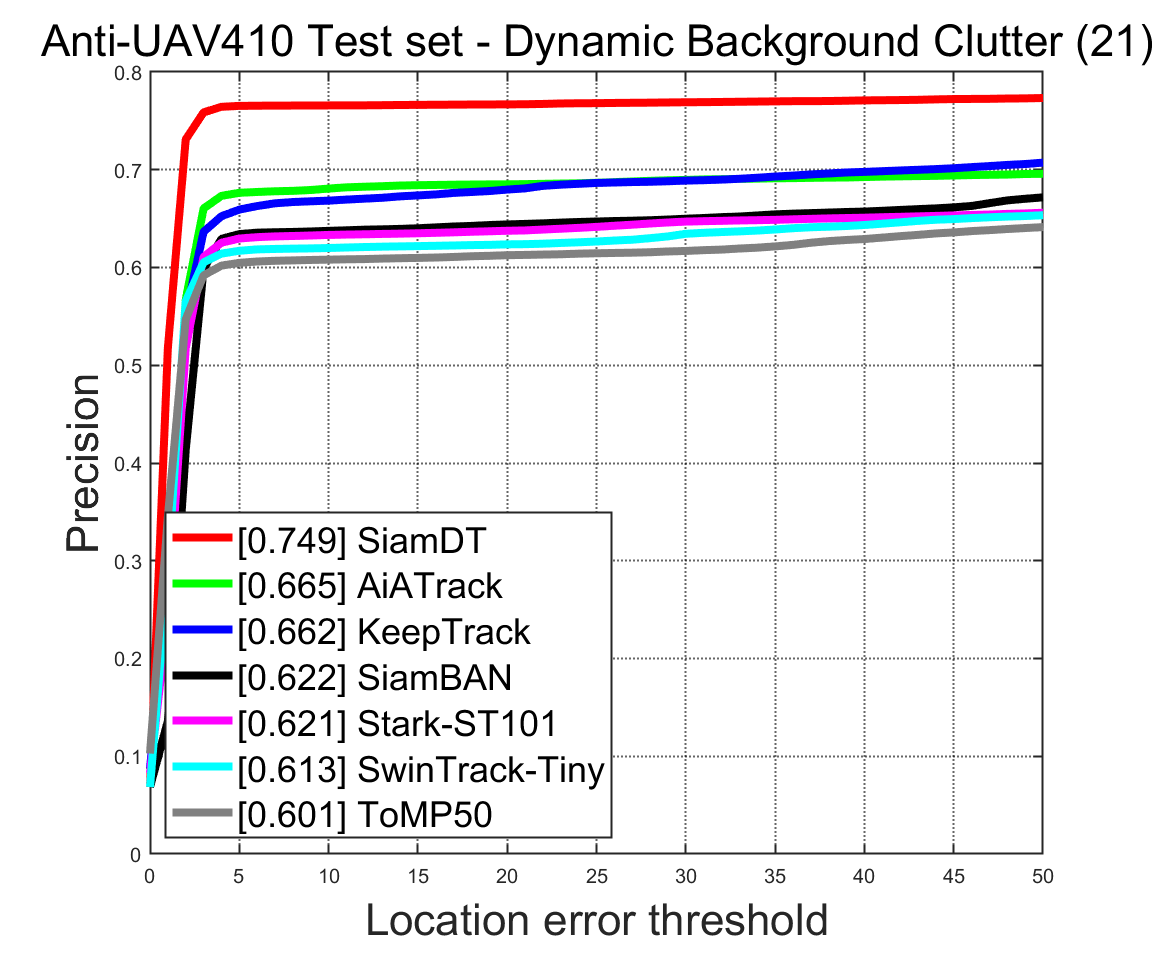 Anti-UAV410 Test set - Dynamic Background Clutter (21)
0.8
0.7
0.6
0.5
0.4
0.3
0.2
0.1
0
Precision
[0.749] SiamDT
[0.665] AiATrack
[0.662] KeepTrack
[0.622] SiamBAN
[0.621] Stark-ST101
[0.613] SwinTrack-Tiny
[0.601] ToMP50
0 5 10 15 20 25 30 35 40 45 50
Location error threshold